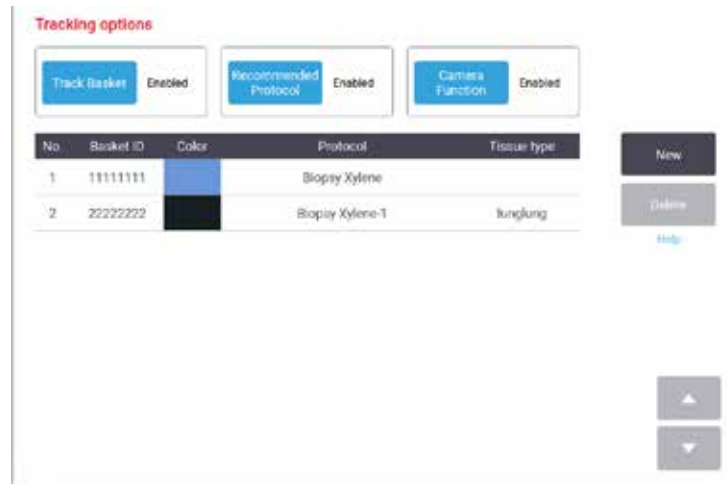 Tracking options
Track Basket Enabled
Recommended Protocol Enabled
Camera Function Enabled
No. Basket ID Color Protocol Tissue type
1 11111111 Biopsy Xylene
2 22222222 Biopsy Xylene-1 lunglung
New
Delete
Help